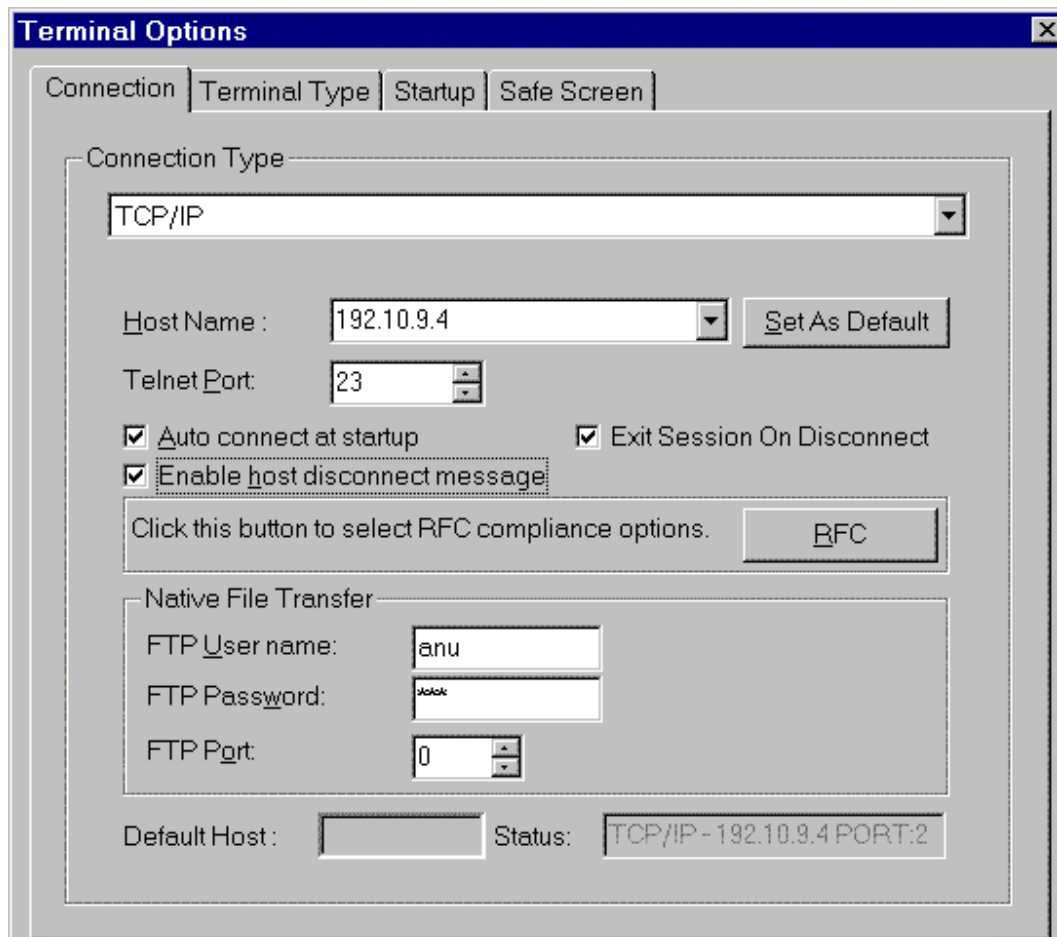 Terminal Options
Connection Terminal Type Startup Safe Screen
Connection Type
TCP/IP
Host Name : 192.10.9.4 Set As Default
Telnet Port: 23
Auto connect at startup Exit Session On Disconnect
Enable host disconnect message
Click this button to select RFC compliance options. RFC
Native File Transfer
FTP User name: anu
FTP Password: ***
FTP Port: 0
Default Host : Status: TCP/IP - 192.10.9.4 PORT:2